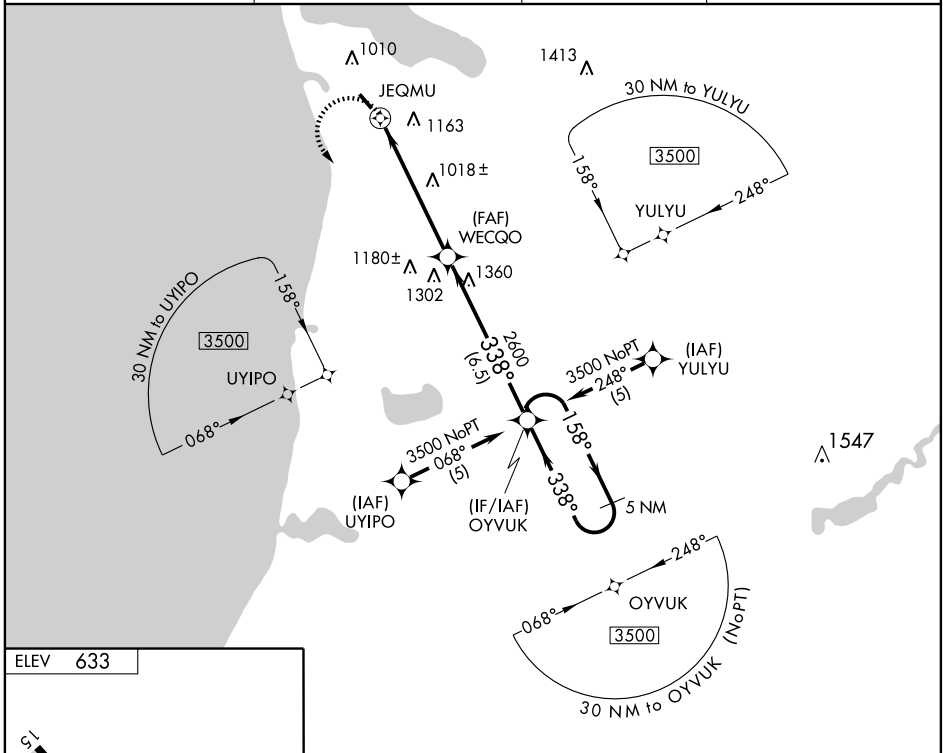 1010
1413
JEQMU
1163
30 NM to YULYU
3500
158°
248°
YULYU
1018±
(FAF)
WECQO
1180±
1302
1360
30 NM to UYIPO
158°
3500
UYIPO
068°
2600
338°
(6.5)
3500 NoPT
248°
(5)
(IAF)
YULYU
3500 NoPT
068°
(5)
(IAF)
UYIPO
(IF/IAF)
OYVUK
158°
338°
5 NM
1547
248°
068°
OYVUK
3500
30 NM to OYVUK (NoPT)
ELEV 633
15